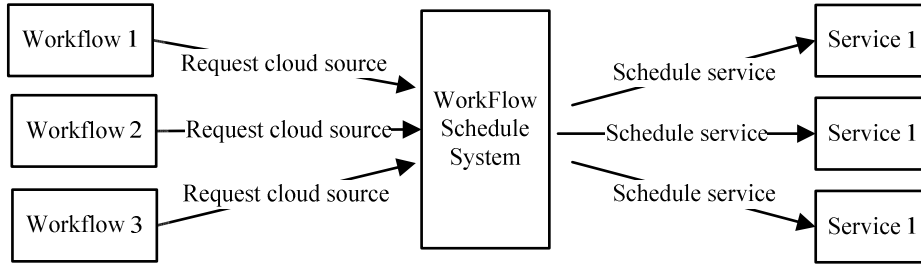 Workflow 1
Request cloud source
Workflow 2
Request cloud source
Workflow 3
Request cloud source
WorkFlow
Schedule
System
Schedule service
Service 1
Schedule service
Service 1
Schedule service
Service 1